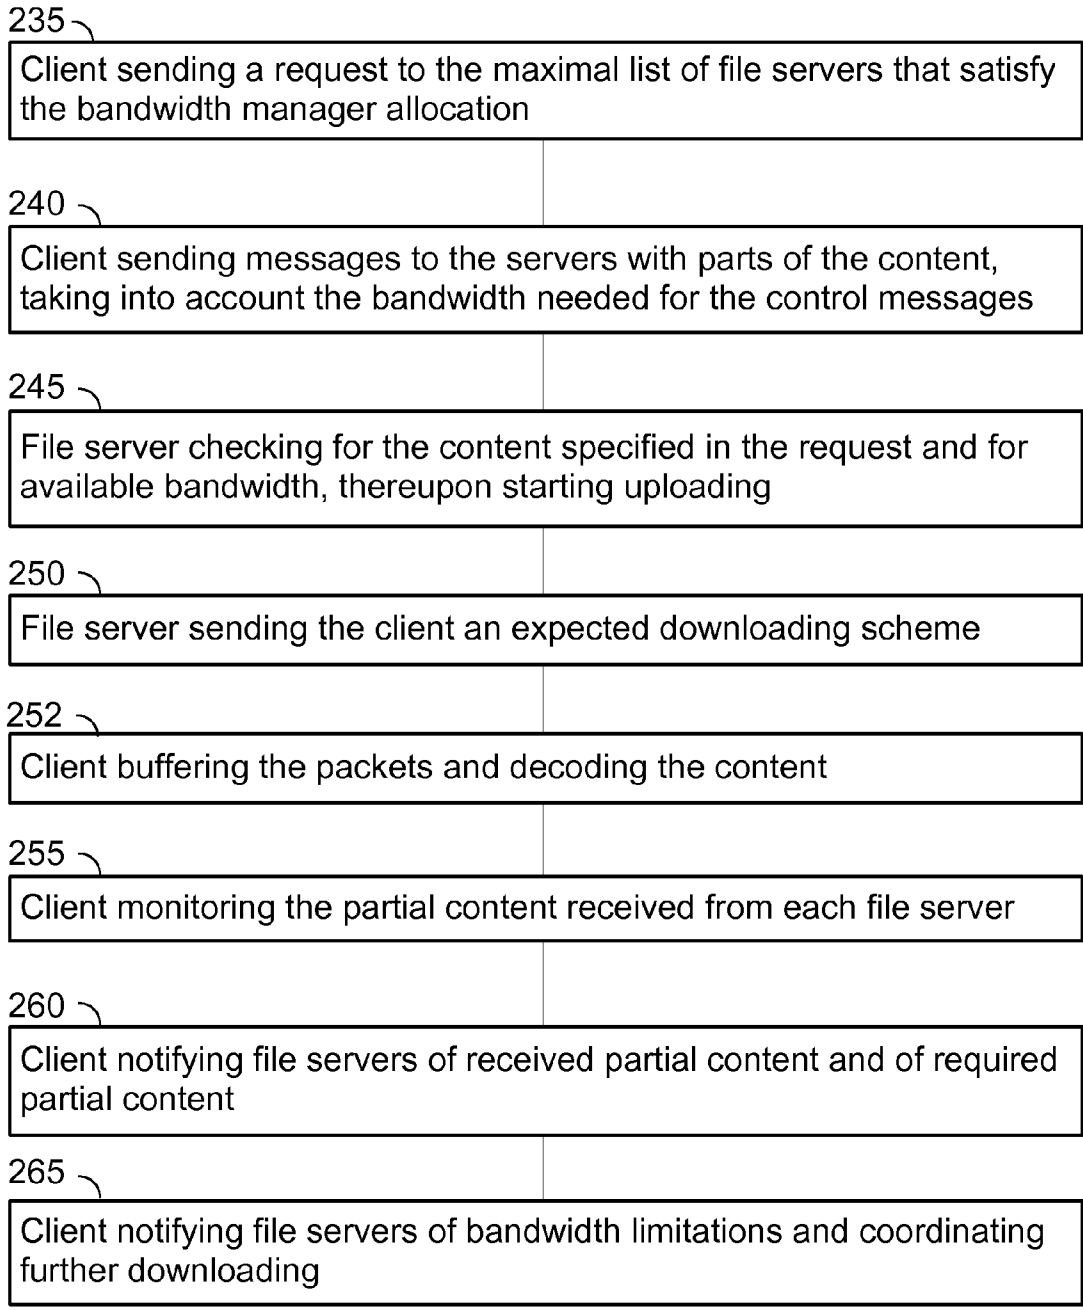 235
Client sending a request to the maximal list of file servers that satisfy
the bandwidth manager allocation
240
Client sending messages to the servers with parts of the content,
taking into account the bandwidth needed for the control messages
245
File server checking for the content specified in the request and for
available bandwidth, thereupon starting uploading
250
File server sending the client an expected downloading scheme
252
Client buffering the packets and decoding the content
255
Client monitoring the partial content received from each file server
260
Client notifying file servers of received partial content and of required
partial content
265
Client notifying file servers of bandwidth limitations and coordinating
further downloading